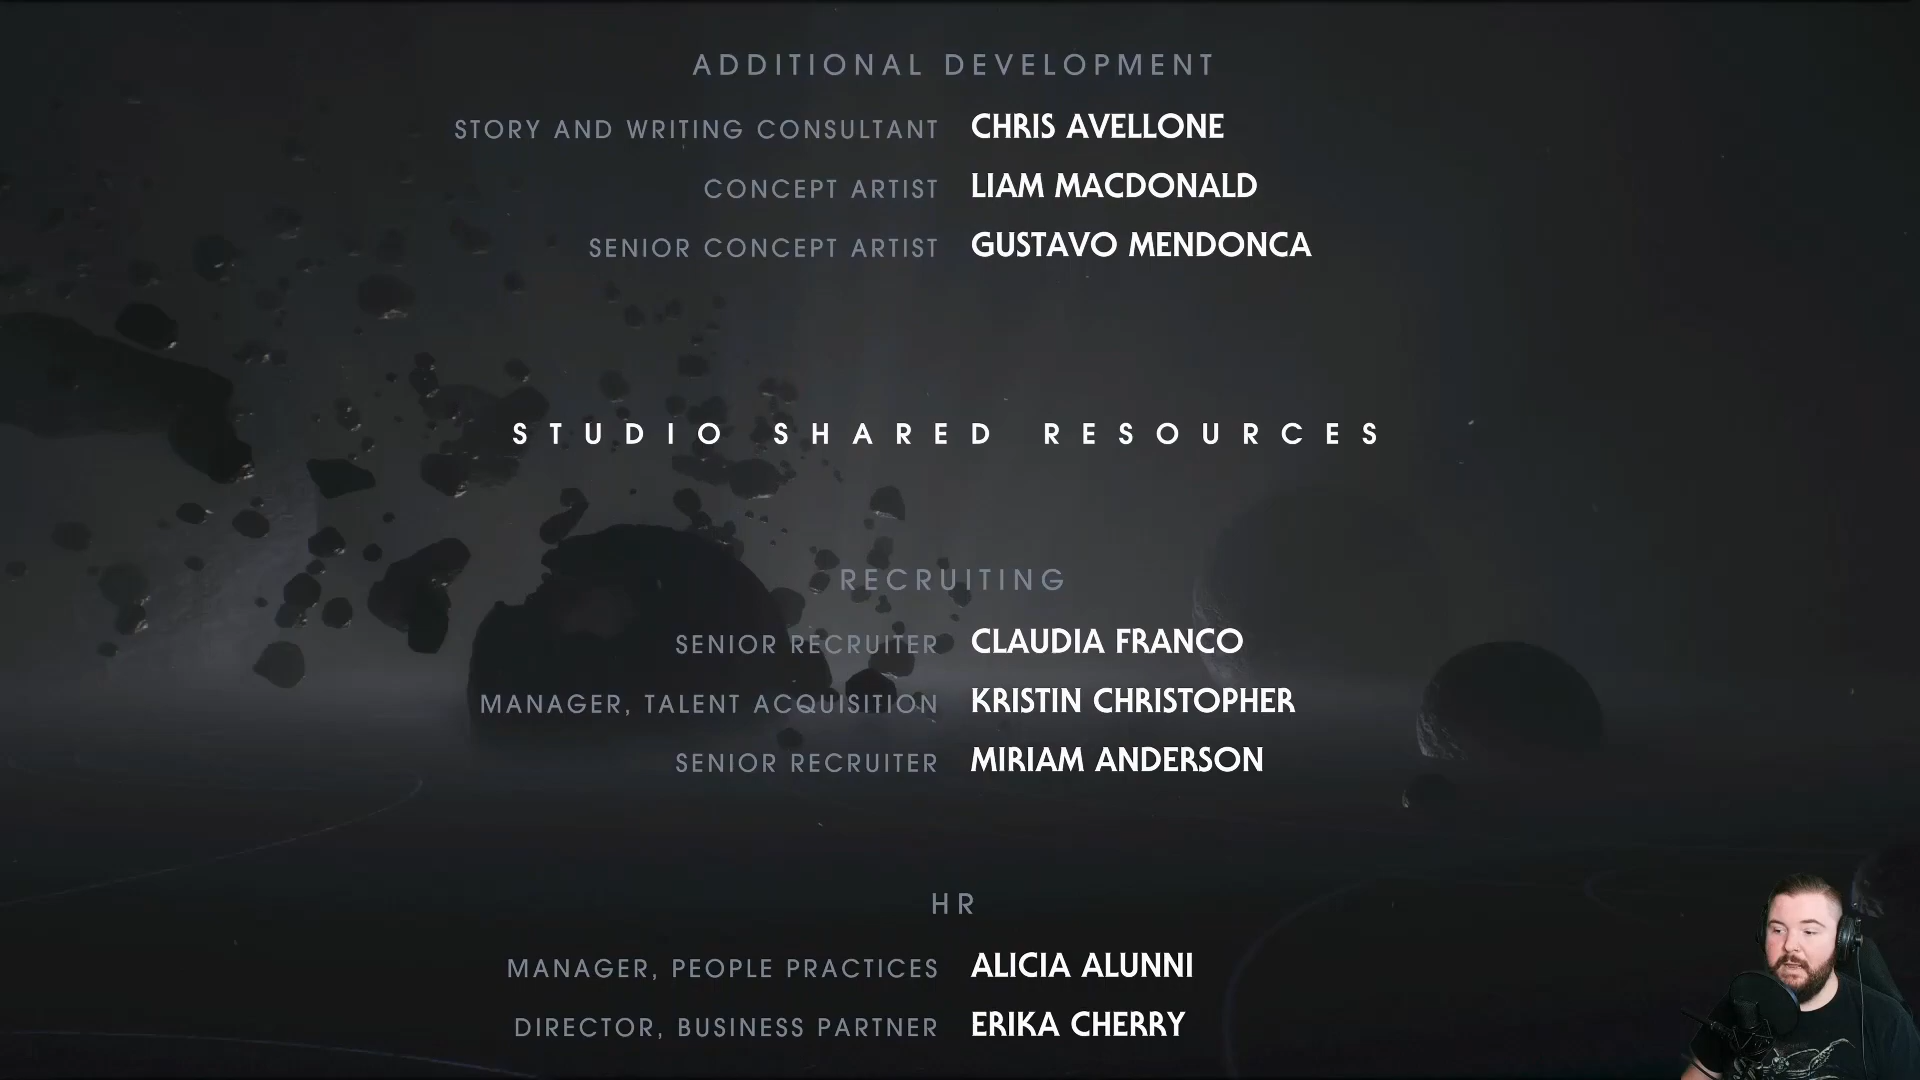 ADDITIONAL DEVELOPMENT
STORY AND WRITING CONSULTANT CHRIS AVELLONE
CONCEPT ARTIST LIAM MACDONALD
SENIOR CONCEPT ARTIST GUSTAVO MENDONCA
STUDIO SHARED RESOURCES
RECRUITING
SENIOR RECRUITER CLAUDIA FRANCO
MANAGER, TALENT ACQUISITION KRISTIN CHRISTOPHER
SENIOR RECRUITER MIRIAM ANDERSON
HR
MANAGER, PEOPLE PRACTICES ALICIA ALUNNI
DIRECTOR, BUSINESS PARTNER ERIKA CHERRY